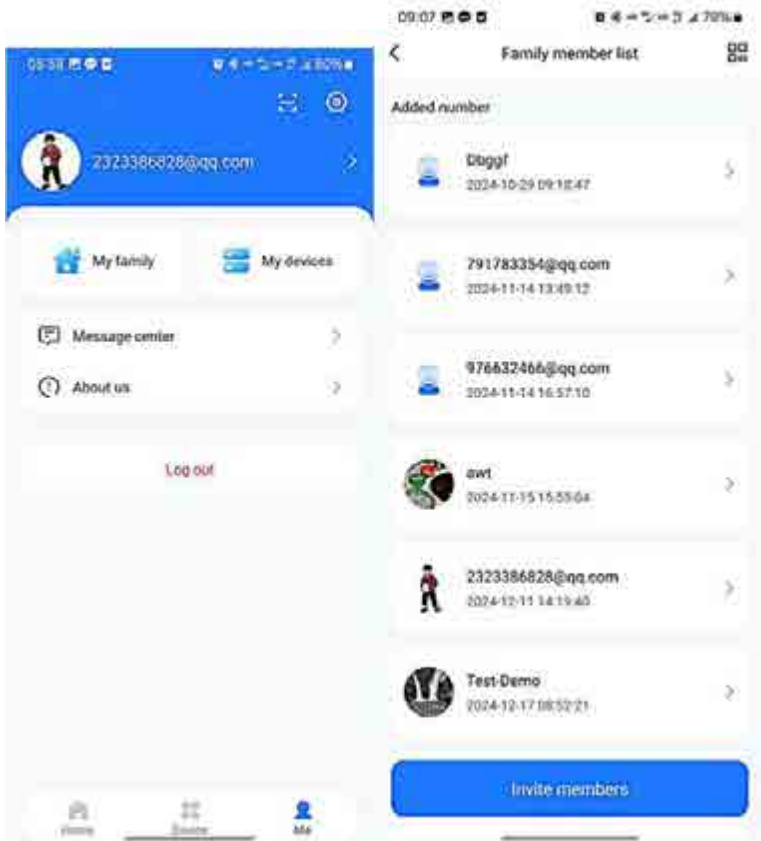 2323386828@qq.com
My family
My devices
Message center
About us
Log out
Home
Me
09:07
79%
Family member list
Added number
Dbggf
2024-10-29 09:18:47
791783354@qq.com
2024-11-14 13:49:12
976632466@qq.com
2024-11-14 16:57:10
awt
2024-11-15 15:55:04
2323386828@qq.com
2024-12-11 14:19:40
Test-Demo
2024-12-17 08:52:21
Invite members